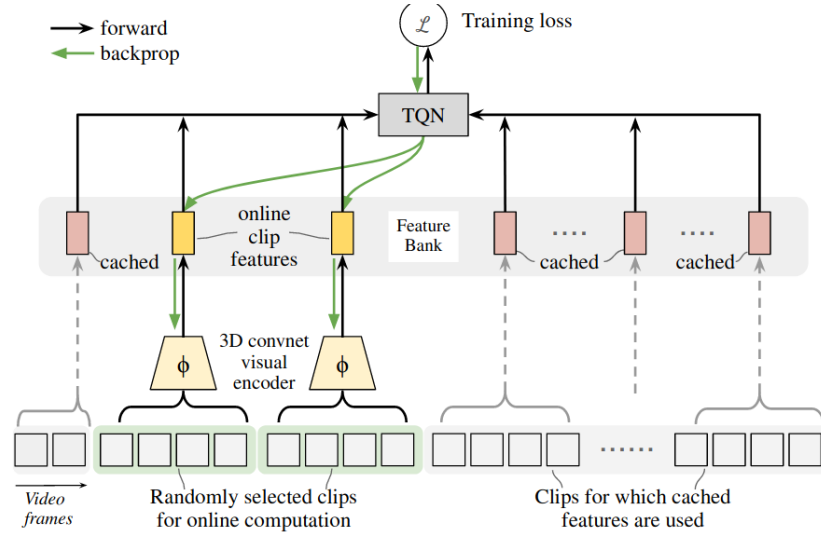 forward
backprop
ℒ
Training loss
TQN
online
clip
features
Feature
Bank
cached
....
....
cached
cached
3D convnet
visual
encoder
ϕ
ϕ
......
Video
frames
Randomly selected clips
for online computation
Clips for which cached
features are used